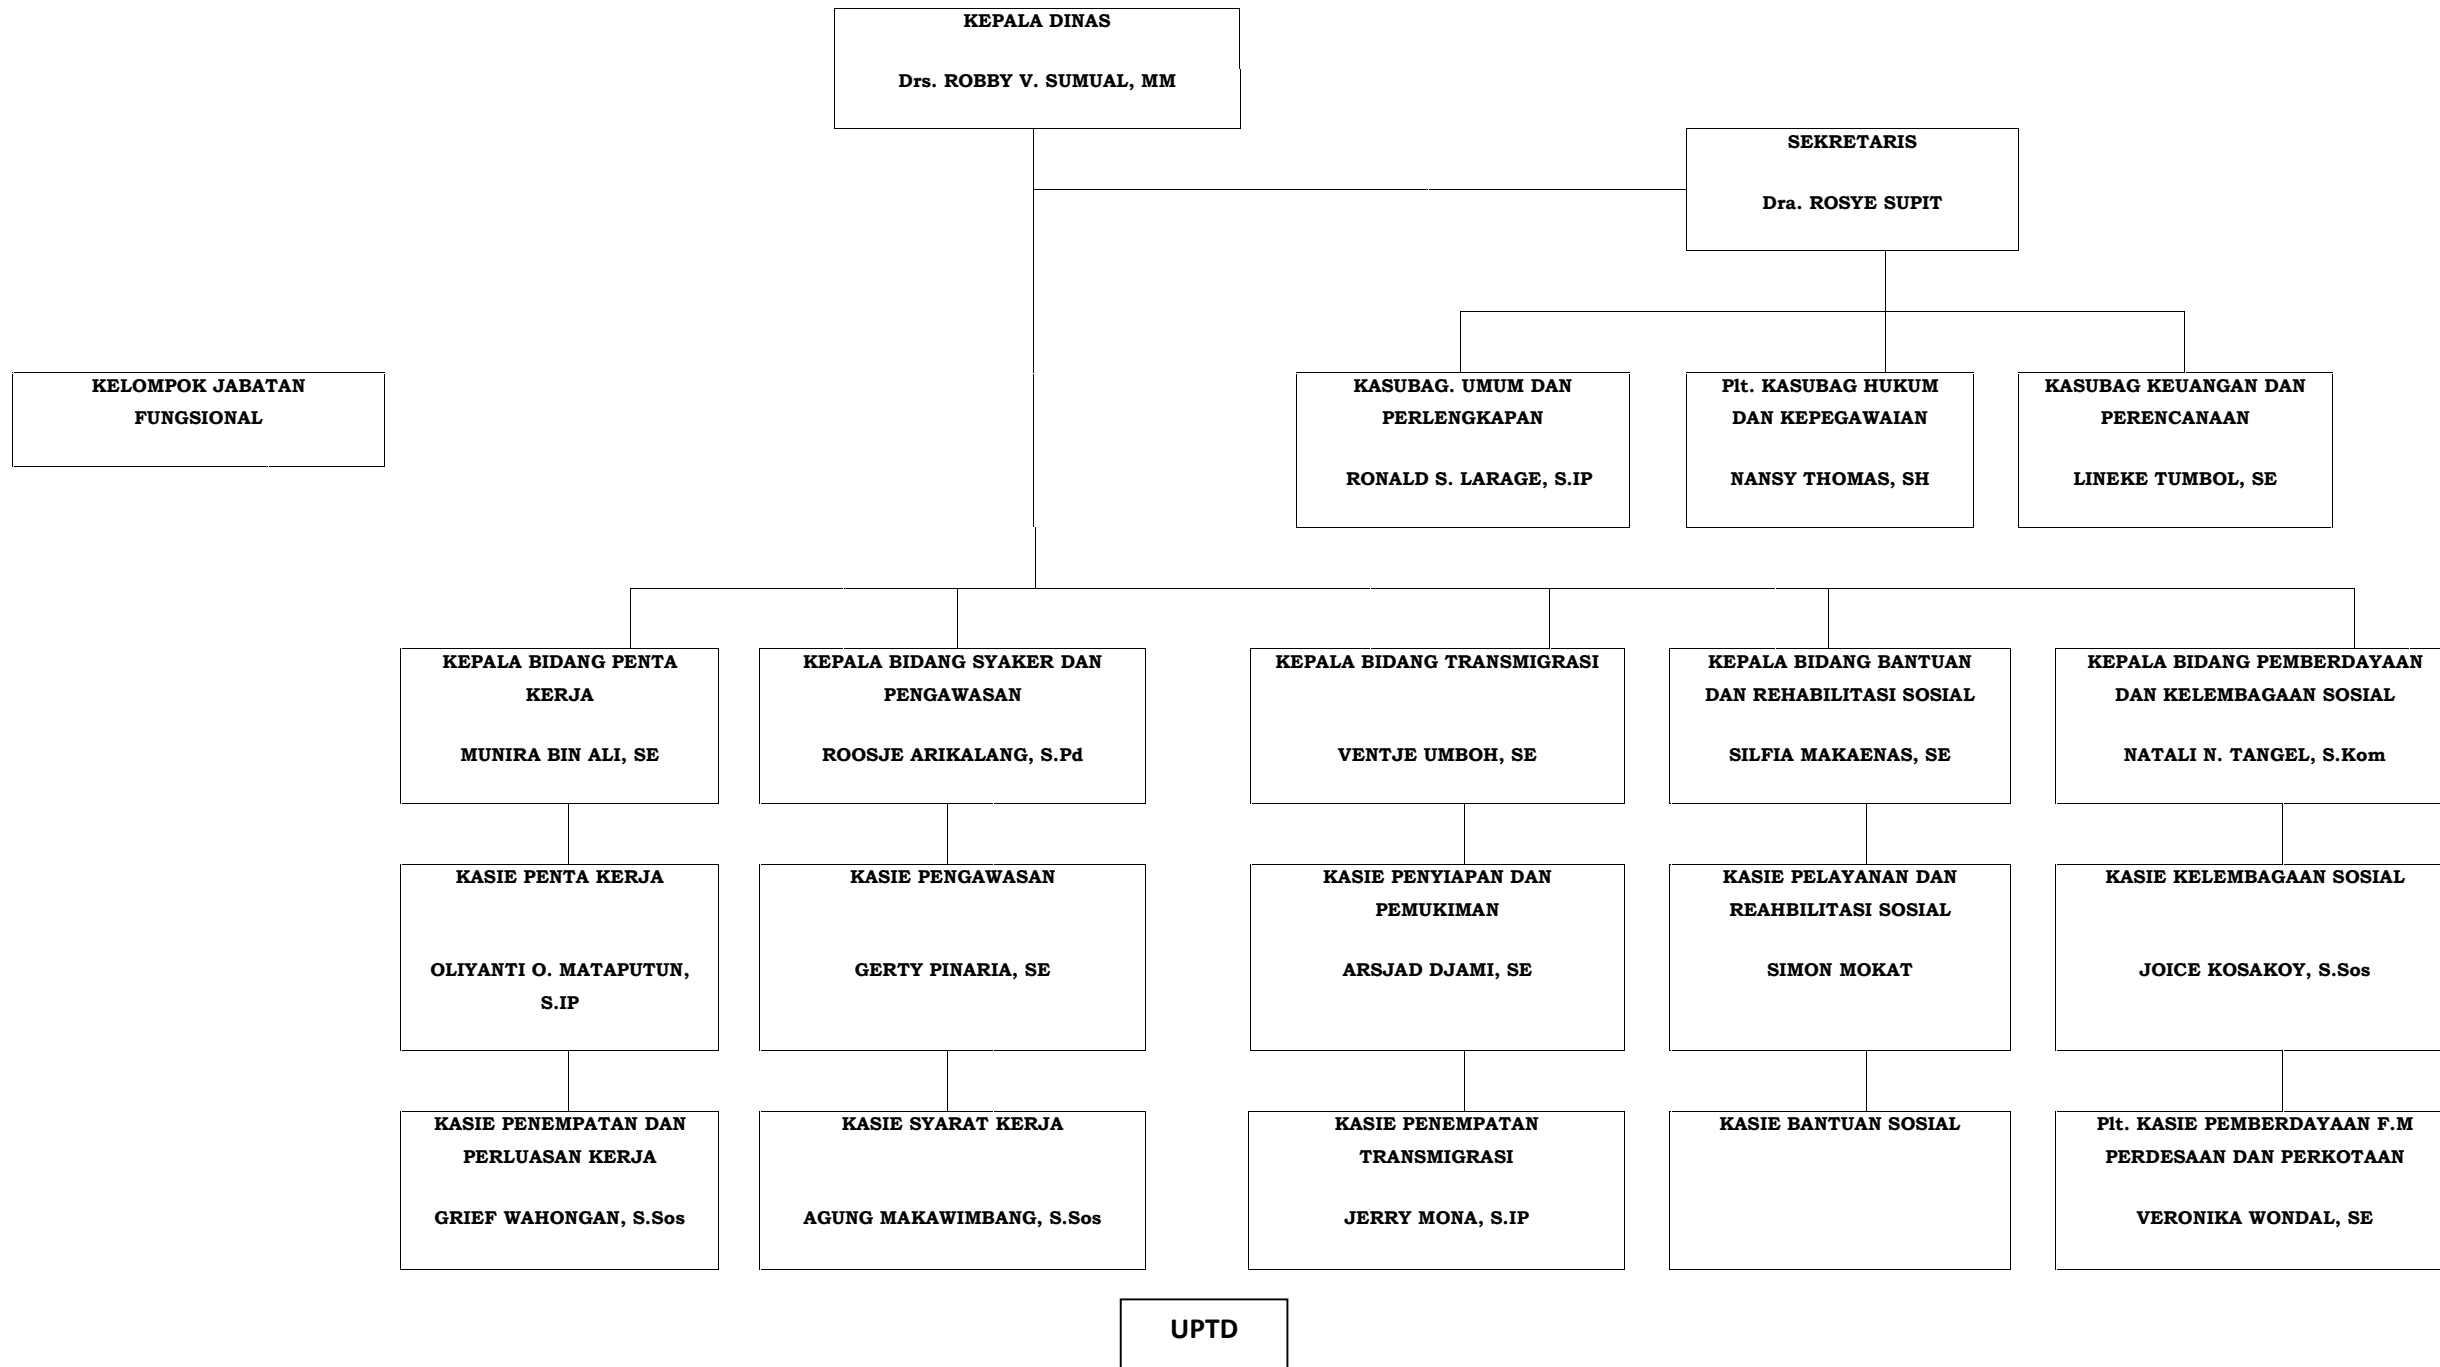 KEPALA DINAS
Drs. ROBBY V. SUMUAL, MM
SEKRETARIS
Dra. ROSYE SUPIT
KELOMPOK JABATAN
FUNGSIONAL
KASUBAG. UMUM DAN
PERLENGKAPAN
RONALD S. LARAGE, S.IP
Plt. KASUBAG HUKUM
DAN KEPEGAWAIAN
NANSY THOMAS, SH
KASUBAG KEUANGAN DAN
PERENCANAAN
LINEKE TUMBOL, SE
KEPALA BIDANG PENTA
KERJA
MUNIRA BIN ALI, SE
KEPALA BIDANG SYAKER DAN
PENGAWASAN
ROOSJE ARIKALANG, S.Pd
KEPALA BIDANG TRANSMIGRASI
VENTJE UMBOH, SE
KEPALA BIDANG BANTUAN
DAN REHABILITASI SOSIAL
SILFIA MAKAENAS, SE
KEPALA BIDANG PEMBERDAYAAN
DAN KELEMBAGAAN SOSIAL
NATALI N. TANGEL, S.Kom
KASIE PENTA KERJA
OLIYANTI O. MATAPUTUN,
S.IP
KASIE PENGAWASAN
GERTY PINARIA, SE
KASIE PENYIAPAN DAN
PEMUKIMAN
ARSJAD DJAMI, SE
KASIE PELAYANAN DAN
REAHBILITASI SOSIAL
SIMON MOKAT
KASIE KELEMBAGAAN SOSIAL
JOICE KOSAKOY, S.Sos
KASIE PENEMPATAN DAN
PERLUASAN KERJA
GRIEF WAHONGAN, S.Sos
KASIE SYARAT KERJA
AGUNG MAKAWIMBANG, S.Sos
KASIE PENEMPATAN
TRANSMIGRASI
JERRY MONA, S.IP
KASIE BANTUAN SOSIAL
Plt. KASIE PEMBERDAYAAN F.M
PERDESAAN DAN PERKOTAAN
VERONIKA WONDAL, SE
UPTD